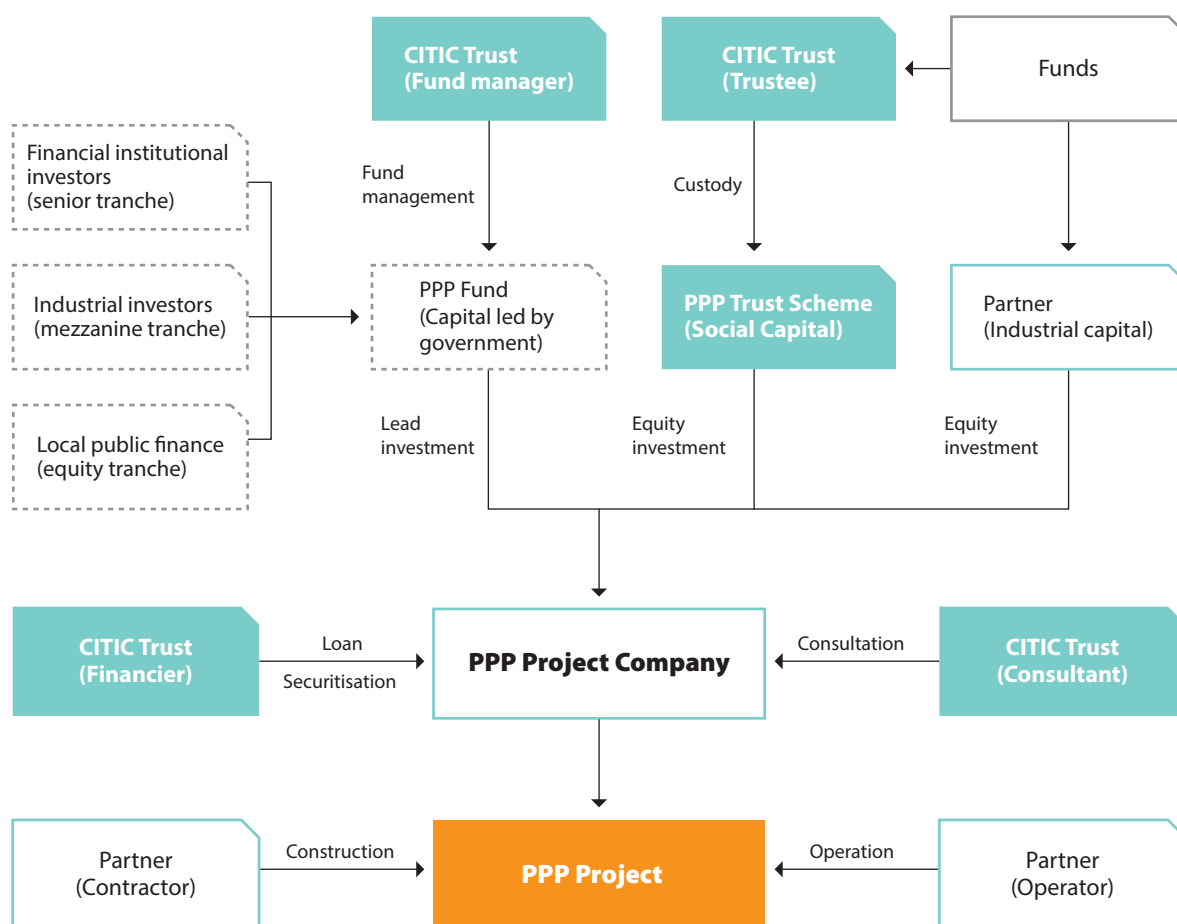 CITIC Trust
(Fund manager)
CITIC Trust
(Trustee)
Funds
Financial institutional
investors
(senior tranche)
Fund
management
Custody
Industrial investors
(mezzanine tranche)
PPP Fund
(Capital led by
government)
PPP Trust Scheme
(Social Capital)
Partner
(Industrial capital)
Local public finance
(equity tranche)
Lead
investment
Equity
investment
Equity
investment
CITIC Trust
(Financier)
Loan
Securitisation
PPP Project Company
Consultation
CITIC Trust
(Consultant)
Partner
(Contractor)
Construction
PPP Project
Operation
Partner
(Operator)